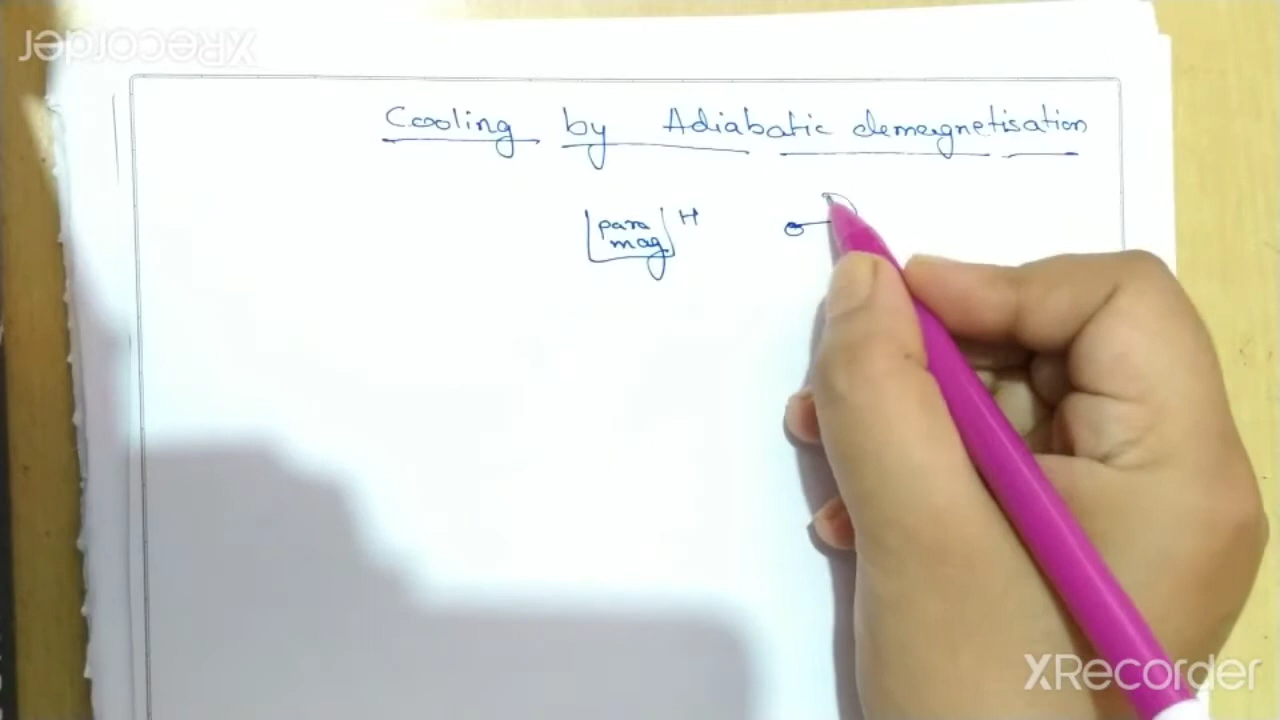 XRecorder
Cooling by Adiabatic demagnetisation
para H
mag
XRecorder